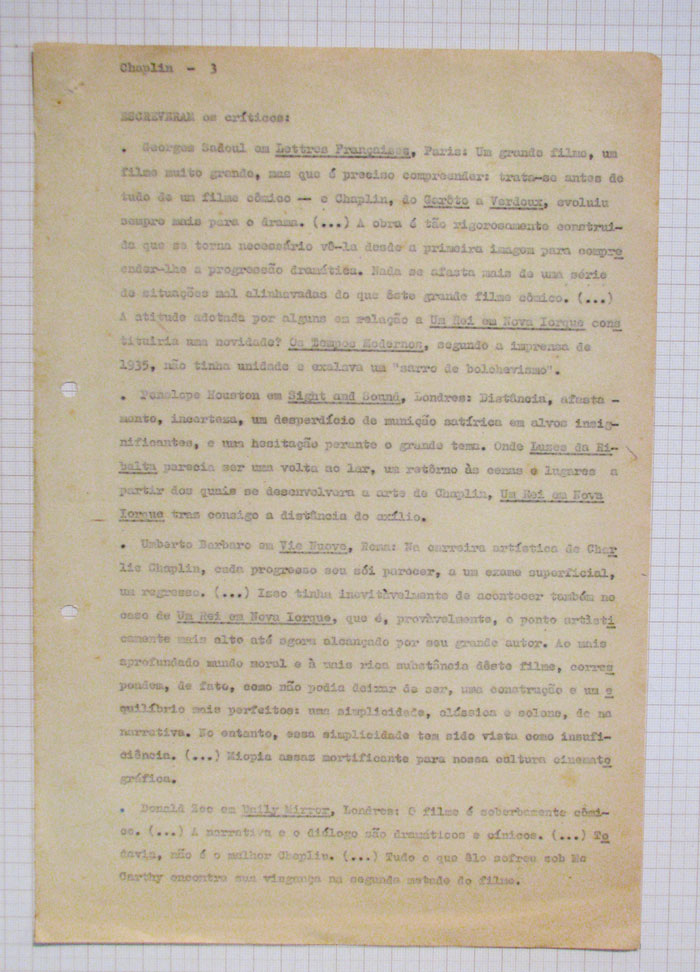 Chaplin - 3
ESCREVERAM os críticos:
. Georges Sadoul em Lettres Françaises, Paris: Um grande filme, um
filme muito grande, mas que é preciso compreender: trata-se antes de
tudo de um filme cômico — e Chaplin, do Garôto a Verdoux, evoluiu
sempre mais para o drama. (...) A obra é tão rigorosamente construi-
da que se torna necessário vê-la desde a primeira imagem para compre
ender-lhe a progressão dramática. Nada se afasta mais de uma série
de situações mal alinhavadas do que êste grande filme cômico. (...)
A atitude adotada por alguns em relação a Um Rei em Nova Iorque cons
tituiria uma novidade? Os Tempos Modernos, segundo a imprensa de
1935, não tinha unidade e exalava um "sarro de bolchevismo".
. Penelope Houston em Sight and Sound, Londres: Distância, afasta -
mento, incerteza, um desperdício de munição satírica em alvos insig-
nificantes, e uma hesitação perante o grande tema. Onde Luzes da Ri-
balta parecia ser uma volta ao lar, um retôrno às cenas e lugares a
partir dos quais se desenvolvera a arte de Chaplin, Um Rei em Nova
Iorque tras consigo a distância do exílio.
. Umberto Barbaro em Vie Nuove, Roma: Na carreira artística de Char
lie Chaplin, cada progresso seu sói parecer, a um exame superficial,
um regresso. (...) Isso tinha inevitàvelmente de acontecer também no
caso de Um Rei em Nova Iorque, que é, provàvelmente, o ponto artisti
camente mais alto até agora alcançado por seu grande autor. Ao mais
aprofundado mundo moral e à mais rica substância dêste filme, corres
pondem, de fato, como não podia deixar de ser, uma construção e um e
quilíbrio mais perfeitos: uma simplicidade, clássica e solene, de na
narrativa. No entanto, essa simplicidade tem sido vista como insufi-
ciência. (...) Miopia assaz mortificante para nossa cultura cinemato
gráfica.
. Donald Zec em Daily Mirror, Londres: O filme é soberbamente cômi-
co. (...) A narrativa e o diálogo são dramáticos e cínicos. (...) To
davia, não é o melhor Chaplin. (...) Tudo o que êle sofreu sob Mc
Carthy encontra sua vingança na segunda metade do filme.